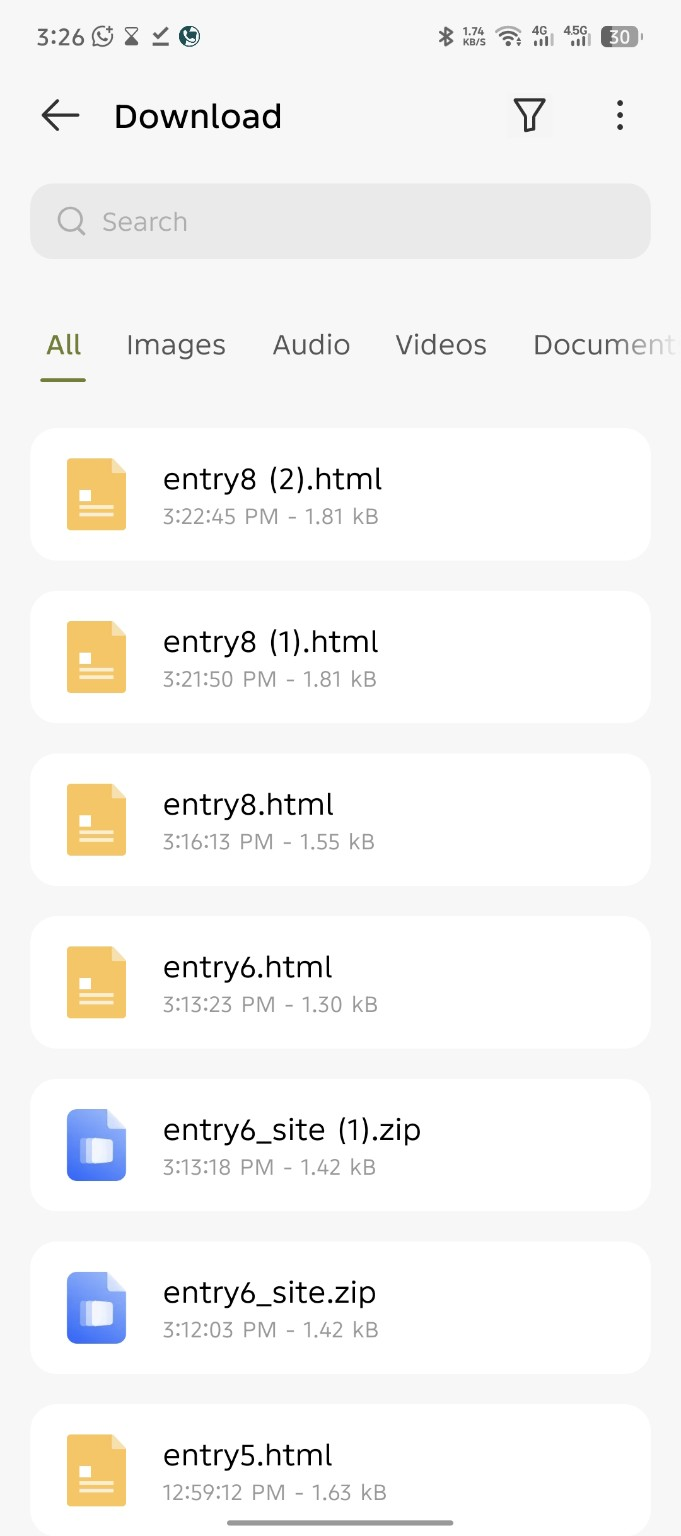 3:26 1.74 KB/S 4G 4.5G 30
Download
Search
All Images Audio Videos Document
entry8 (2).html
3:22:45 PM - 1.81 kB
entry8 (1).html
3:21:50 PM - 1.81 kB
entry8.html
3:16:13 PM - 1.55 kB
entry6.html
3:13:23 PM - 1.30 kB
entry6_site (1).zip
3:13:18 PM - 1.42 kB
entry6_site.zip
3:12:03 PM - 1.42 kB
entry5.html
12:59:12 PM - 1.63 kB